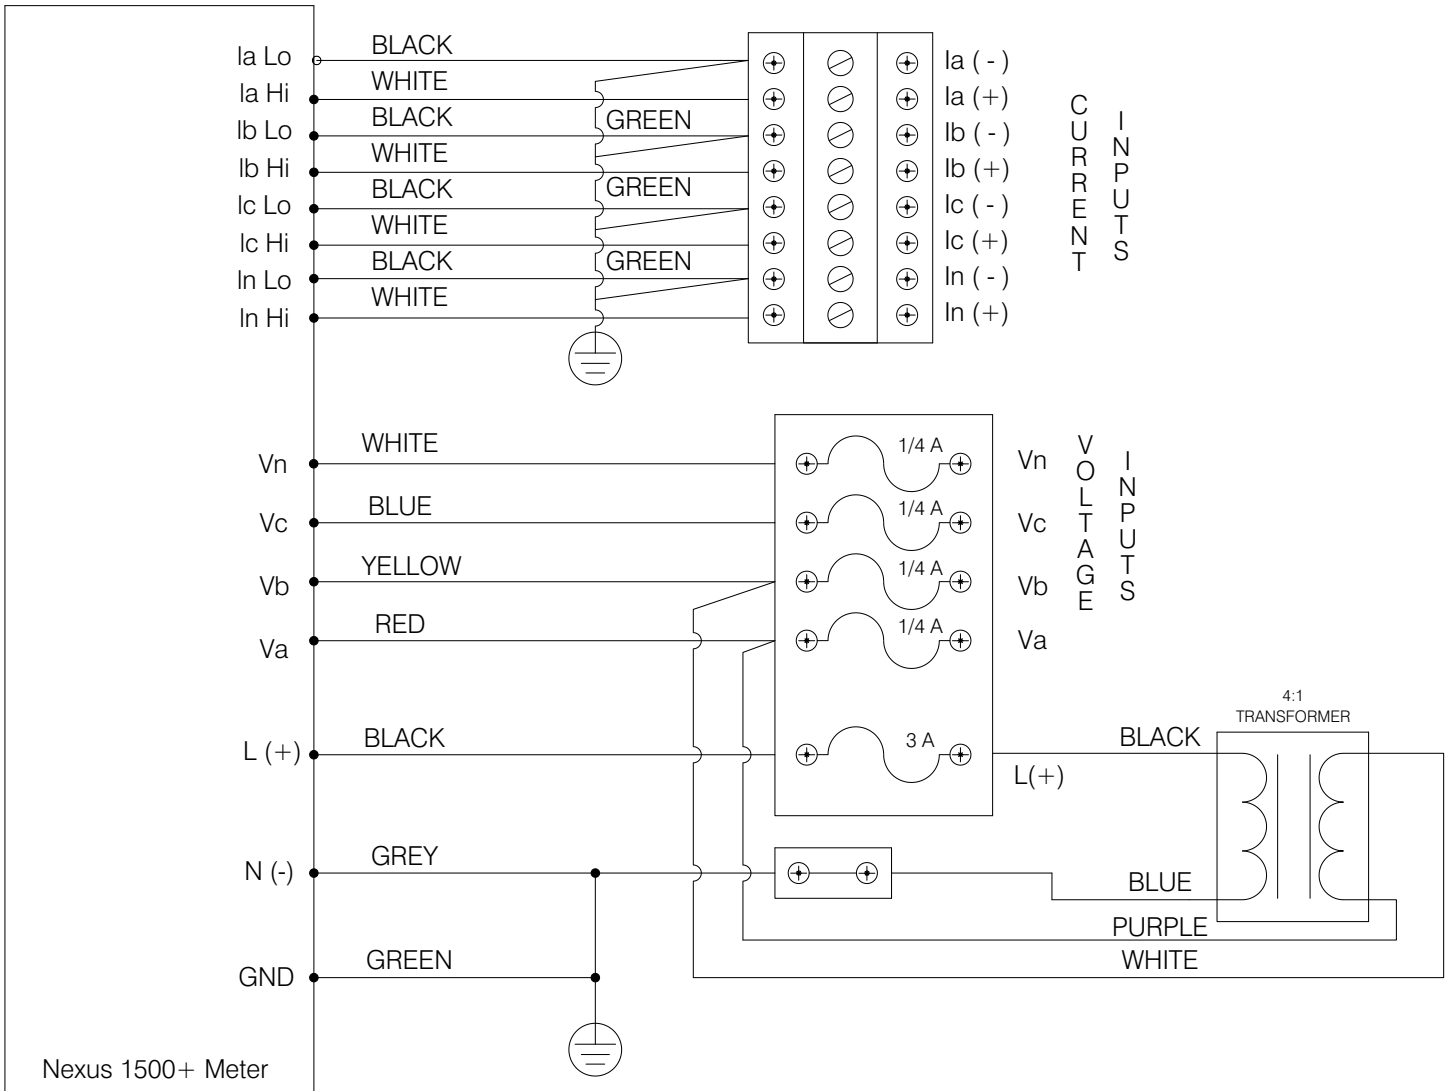 Ia Lo BLACK Ia ( - )
Ia Hi WHITE Ia (+)
Ib Lo BLACK GREEN Ib ( - )
Ib Hi WHITE Ib (+)
Ic Lo BLACK GREEN Ic ( - )
Ic Hi WHITE Ic (+)
In Lo BLACK GREEN In ( - )
In Hi WHITE In (+)
CURRENT
INPUTS
Vn WHITE 1/4 A Vn
Vc BLUE 1/4 A Vc
Vb YELLOW 1/4 A Vb
Va RED 1/4 A Va
VOLTAGE
INPUTS
4:1
TRANSFORMER
L (+) BLACK 3 A BLACK
L(+)
N (-) GREY
BLUE
PURPLE
GND GREEN WHITE
Nexus 1500+ Meter